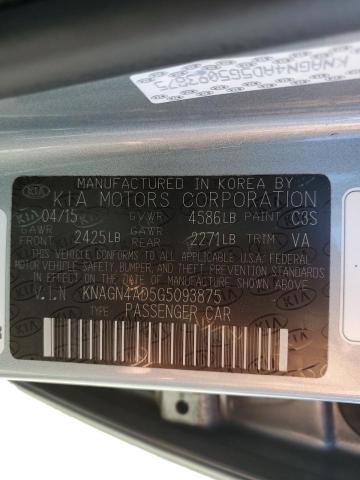 KNAGN4AD5G5093875
MANUFACTURED IN KOREA BY
KIA KIA MOTORS CORPORATION
04/15 GVWR 4586LB PAINT C3S
GAWR FRONT 2425LB GAWR REAR 2271LB TRIM VA
THIS VEHICLE CONFORMS TO ALL APPLICABLE U.S.A. FEDERAL
MOTOR VEHICLE SAFETY, BUMPER, AND THEFT PREVENTION STANDARDS
IN EFFECT ON THE DATE OF MANUFACTURE SHOWN ABOVE.
V.I.N KNAGN4AD5G5093875
TYPE PASSENGER CAR